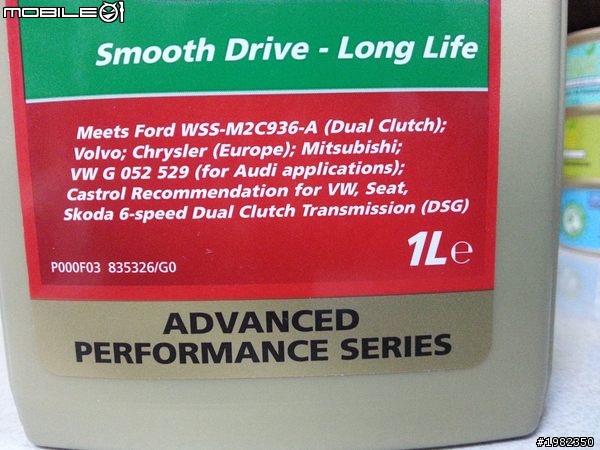 MOBILE01
Smooth Drive - Long Life
Meets Ford WSS-M2C936-A (Dual Clutch);
Volvo; Chrysler (Europe); Mitsubishi;
VW G 052 529 (for Audi applications);
Castrol Recommendation for VW, Seat,
Skoda 6-speed Dual Clutch Transmission (DSG)
1L℮
P000F03 835326/G0
ADVANCED
PERFORMANCE SERIES
#1982350